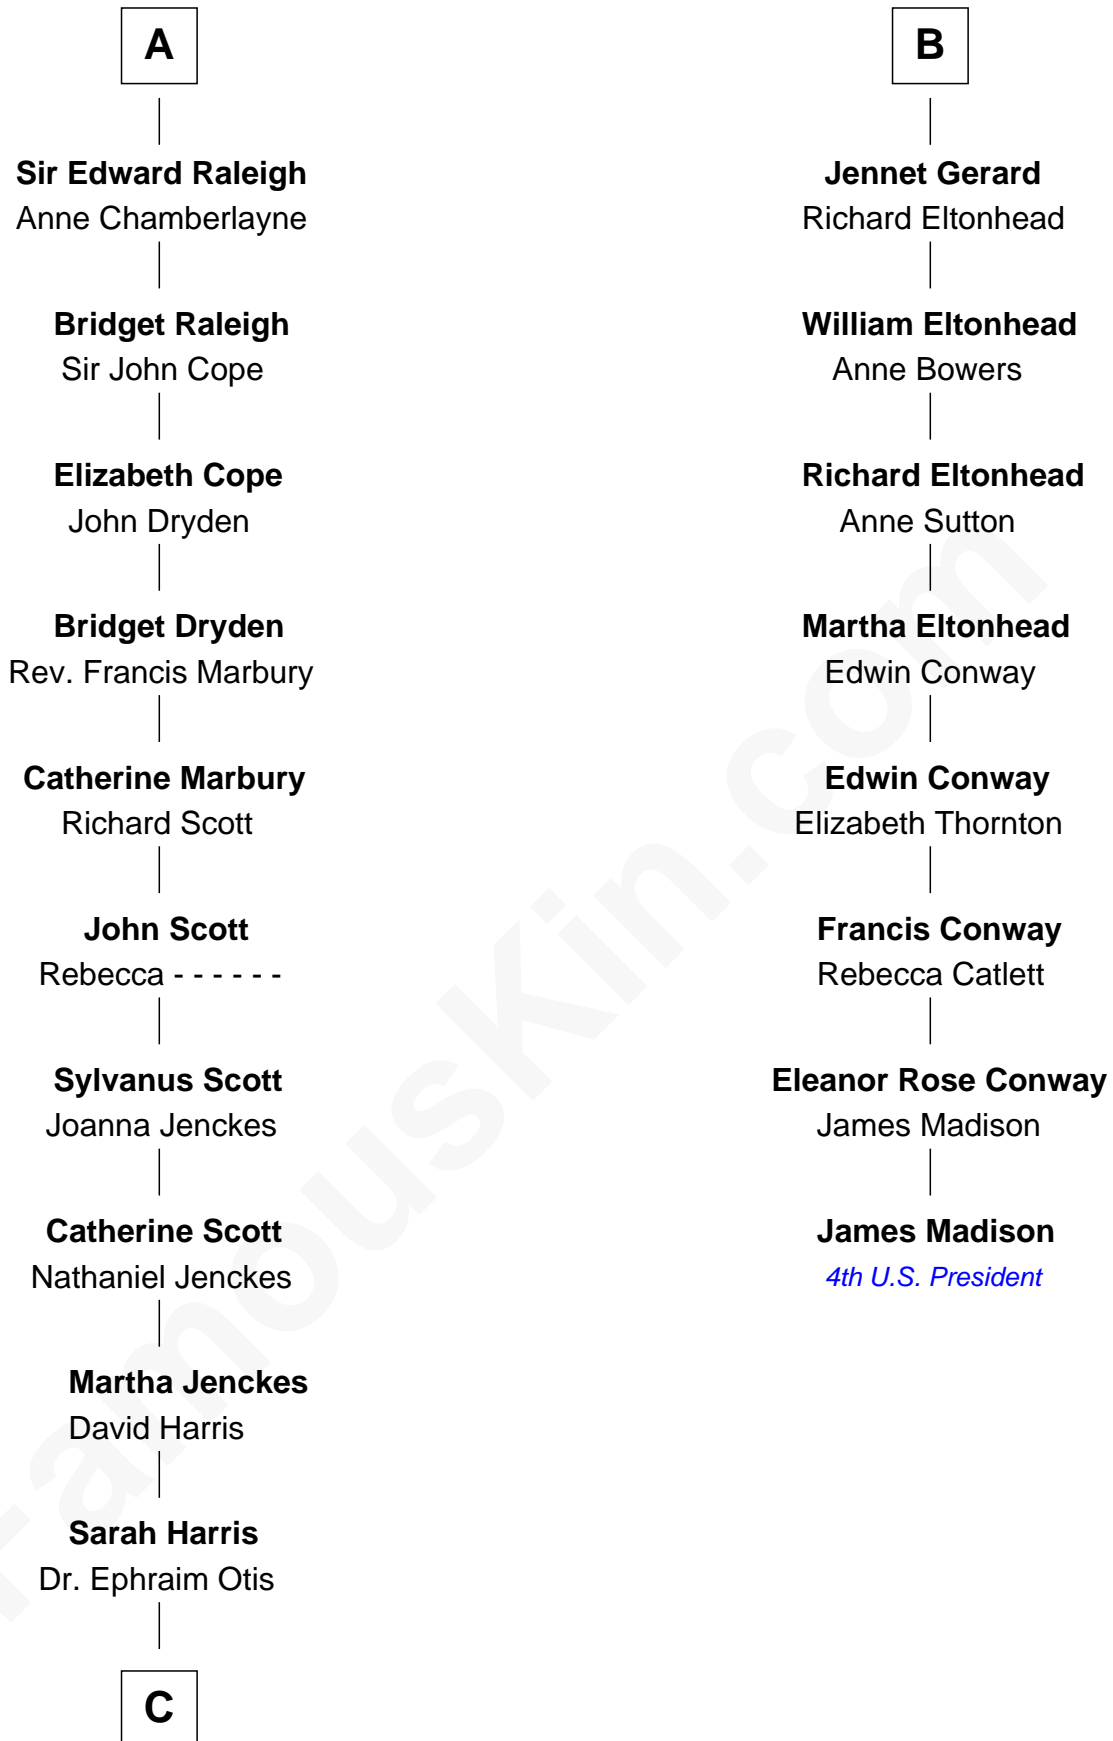 A
Sir Edward Raleigh
Anne Chamberlayne
Bridget Raleigh
Sir John Cope
Elizabeth Cope
John Dryden
Bridget Dryden
Rev. Francis Marbury
Catherine Marbury
Richard Scott
John Scott
Rebecca - - - - - -
Sylvanus Scott
Joanna Jenckes
Catherine Scott
Nathaniel Jenckes
Martha Jenckes
David Harris
Sarah Harris
Dr. Ephraim Otis
C
B
Jennet Gerard
Richard Eltonhead
William Eltonhead
Anne Bowers
Richard Eltonhead
Anne Sutton
Martha Eltonhead
Edwin Conway
Edwin Conway
Elizabeth Thornton
Francis Conway
Rebecca Catlett
Eleanor Rose Conway
James Madison
James Madison
4th U.S. President
FamousKin.com